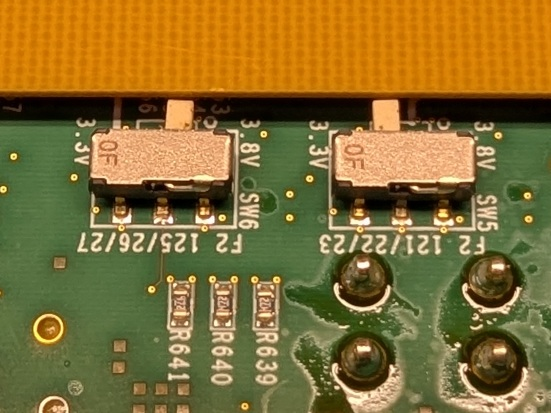 3.3V
OF
3.8V
SW6
F2 125/26/27
3.3V
OF
3.8V
SW5
F2 121/22/23
R641
R640
R639